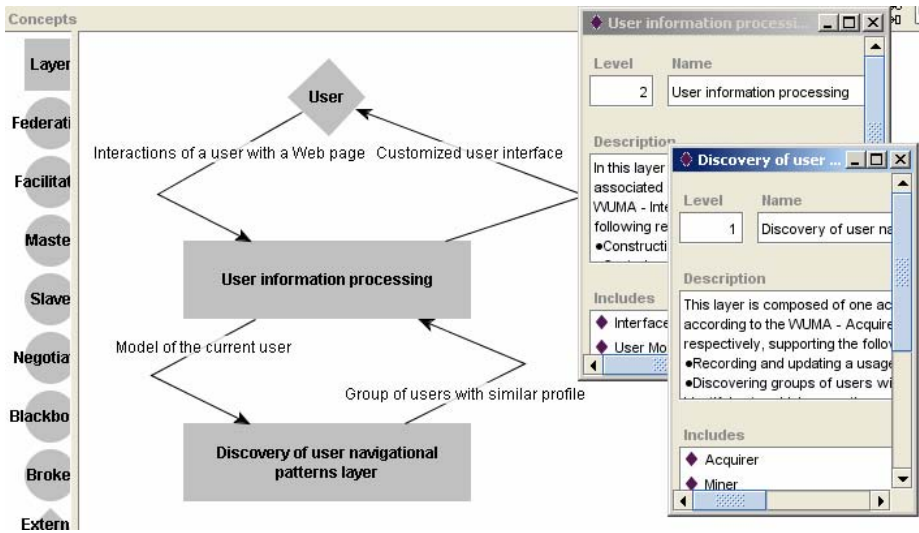 Concepts
Layer
Federati
Facilitat
Maste
Slave
Negotia
Blackbo
Broke
Extern
User
Interactions of a user with a Web page
Customized user interface
User information processing
Model of the current user
Group of users with similar profile
Discovery of user navigational
patterns layer
User information processi...
Level Name
2 User information processing
Description
In this layer
associated
WUMA - Inte
following re
●Constructi
Includes
Interface
User Mo
Discovery of user ...
Level Name
1 Discovery of user na
Description
This layer is composed of one ac
according to the WUMA - Acquire
respectively, supporting the follov
●Recording and updating a usage
●Discovering groups of users wi
Includes
Acquirer
Miner